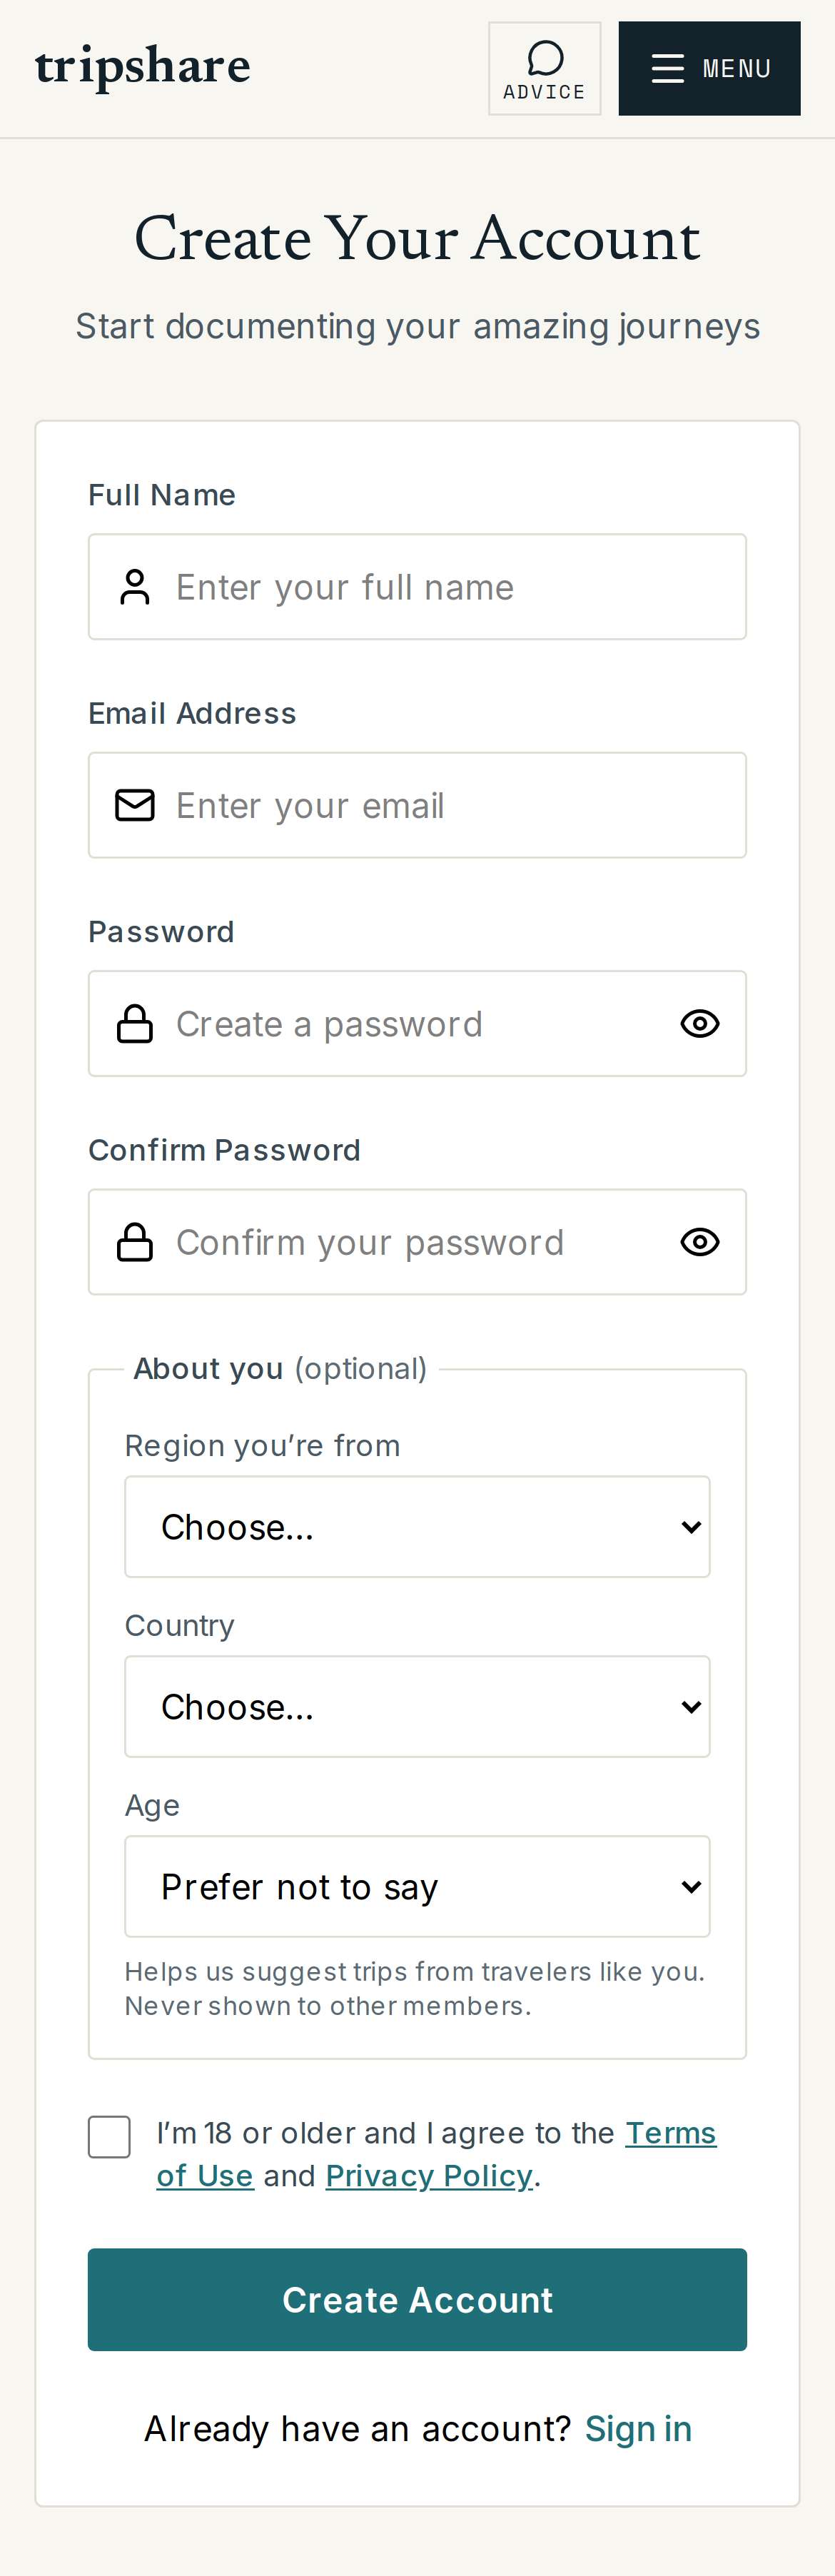 tripshare
ADVICE
MENU
Create Your Account
Start documenting your amazing journeys
Full Name
Enter your full name
Email Address
Enter your email
Password
Create a password
Confirm Password
Confirm your password
About you (optional)
Region you’re from
Choose...
Country
Choose...
Age
Prefer not to say
Helps us suggest trips from travelers like you.
Never shown to other members.
I’m 18 or older and I agree to the Terms
of Use and Privacy Policy.
Create Account
Already have an account? Sign in